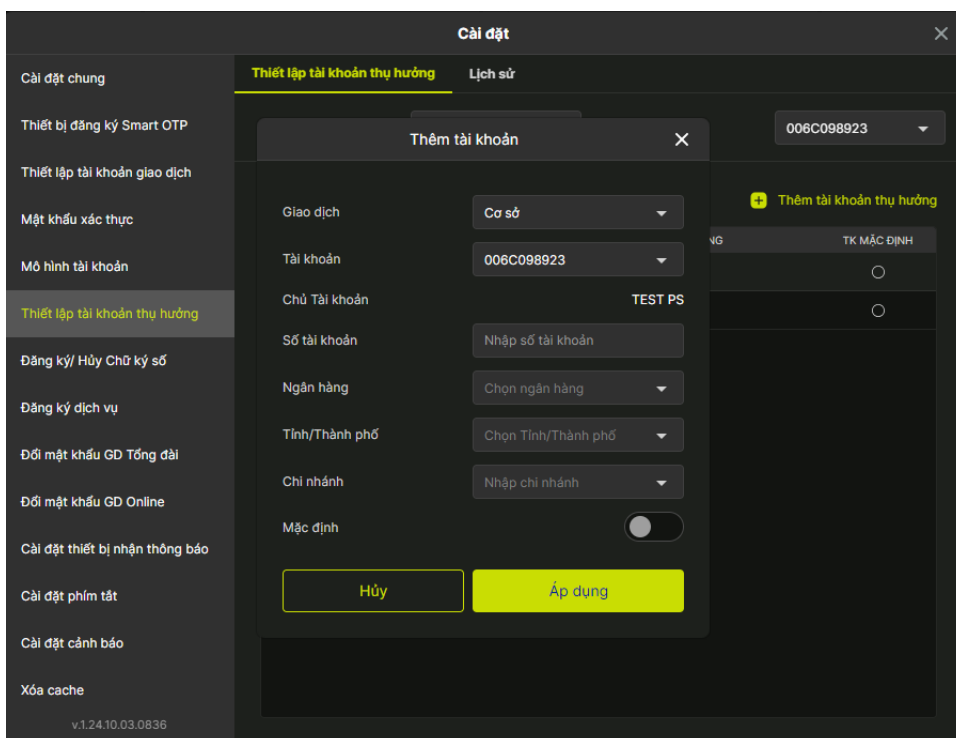 Cài đặt
Cài đặt chung
Thiết bị đăng ký Smart OTP
Thiết lập tài khoản giao dịch
Mật khẩu xác thực
Mô hình tài khoản
Thiết lập tài khoản thụ hưởng
Đăng ký/ Hủy Chữ ký số
Đăng ký dịch vụ
Đổi mật khẩu GD Tổng đài
Đổi mật khẩu GD Online
Cài đặt thiết bị nhận thông báo
Cài đặt phím tắt
Cài đặt cảnh báo
Xóa cache
v.1.24.10.03.0836
Thiết lập tài khoản thụ hưởng Lịch sử
006C098923
Thêm tài khoản thụ hưởng
NG TK MẶC ĐỊNH
Thêm tài khoản
Giao dịch Cơ sở
Tài khoản 006C098923
Chủ Tài khoản TEST PS
Số tài khoản Nhập số tài khoản
Ngân hàng Chọn ngân hàng
Tỉnh/Thành phố Chọn Tỉnh/Thành phố
Chi nhánh Nhập chi nhánh
Mặc định
Hủy Áp dụng